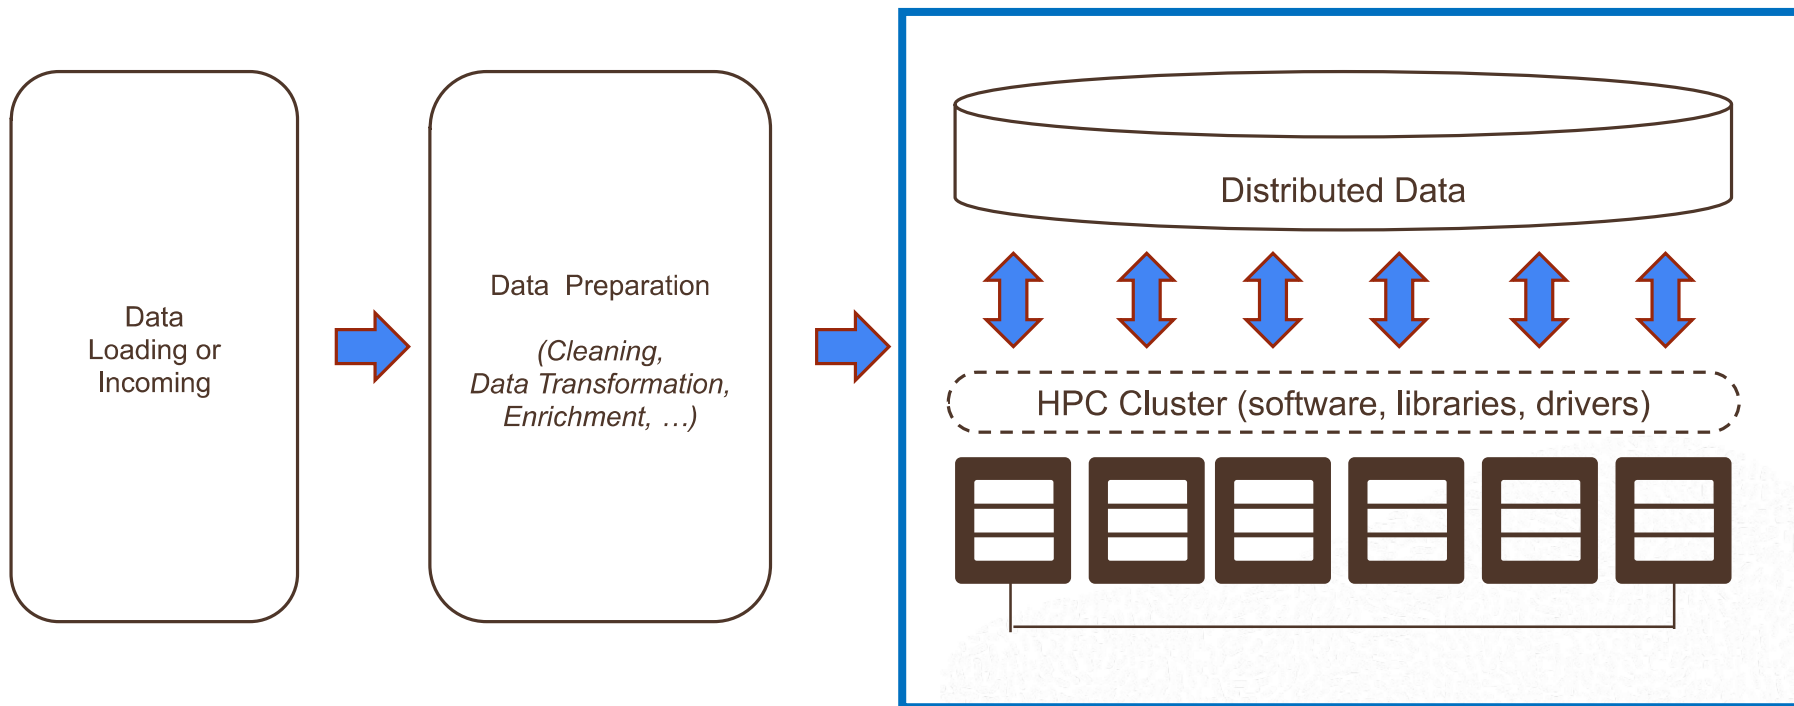 Data
Loading or
Incoming
Data  Preparation
(Cleaning,
Data Transformation,
Enrichment, …)
Distributed Data
HPC Cluster (software, libraries, drivers)